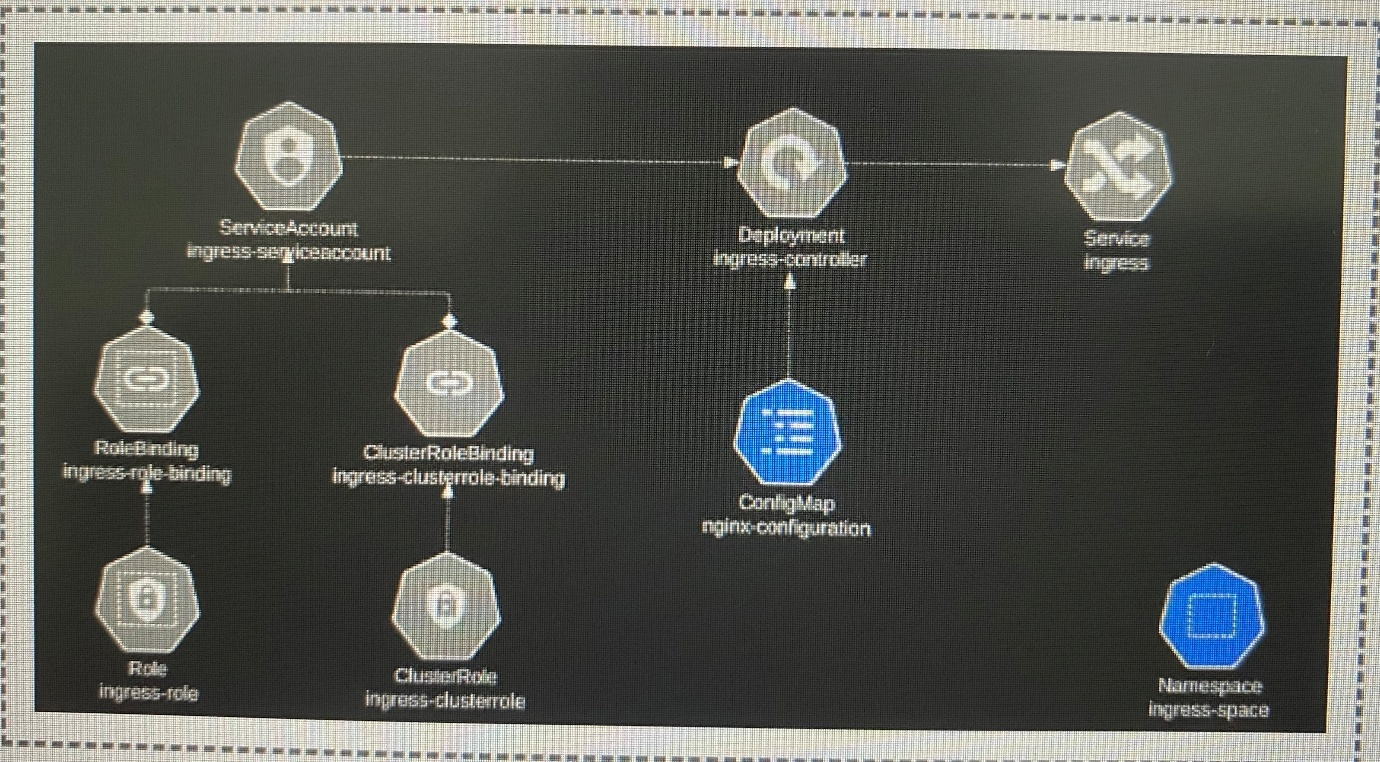 ServiceAccount
ingress-serviceaccount
Deployment
ingress-controller
Service
ingress
RoleBinding
ingress-role-binding
ClusterRoleBinding
ingress-clusterrole-binding
ConfigMap
nginx-configuration
Role
ingress-role
ClusterRole
ingress-clusterrole
Namespace
ingress-space